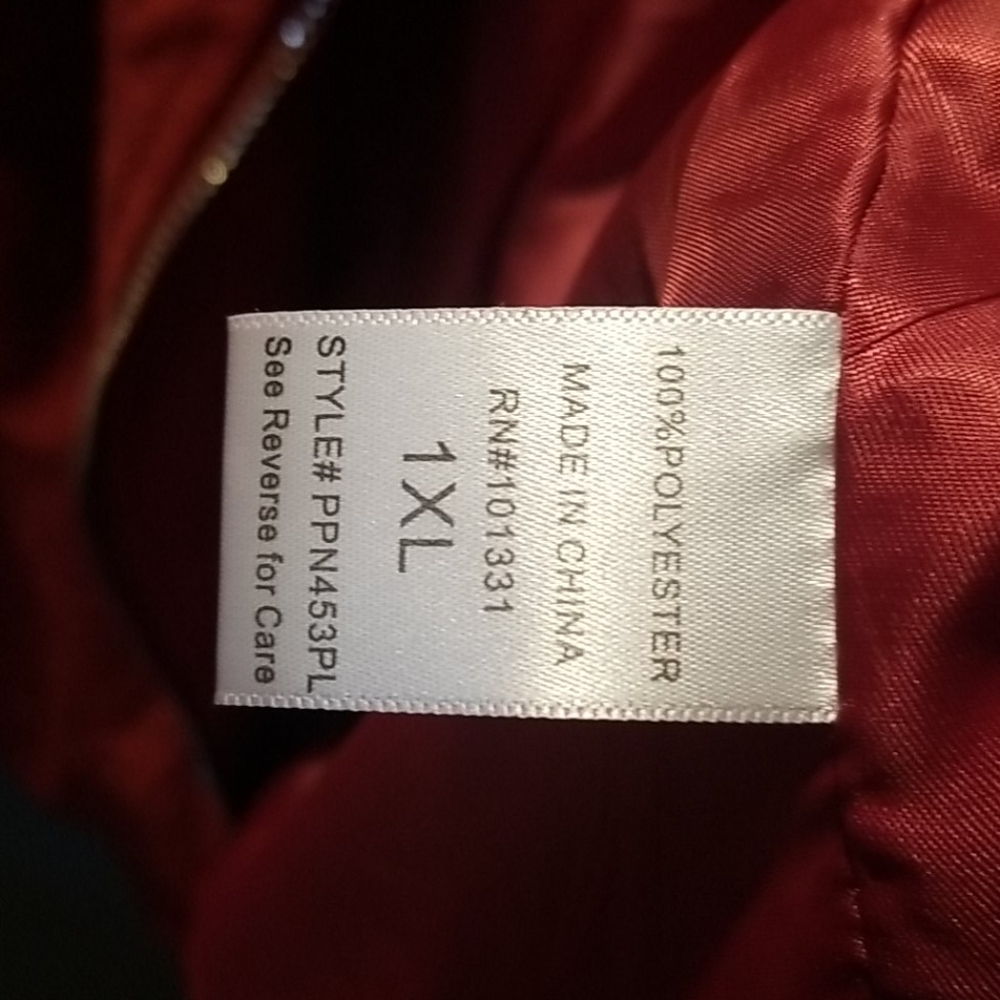 100%POLYESTER
MADE IN CHINA
RN#101331
1XL
STYLE# PPN453PL
See Reverse for Care